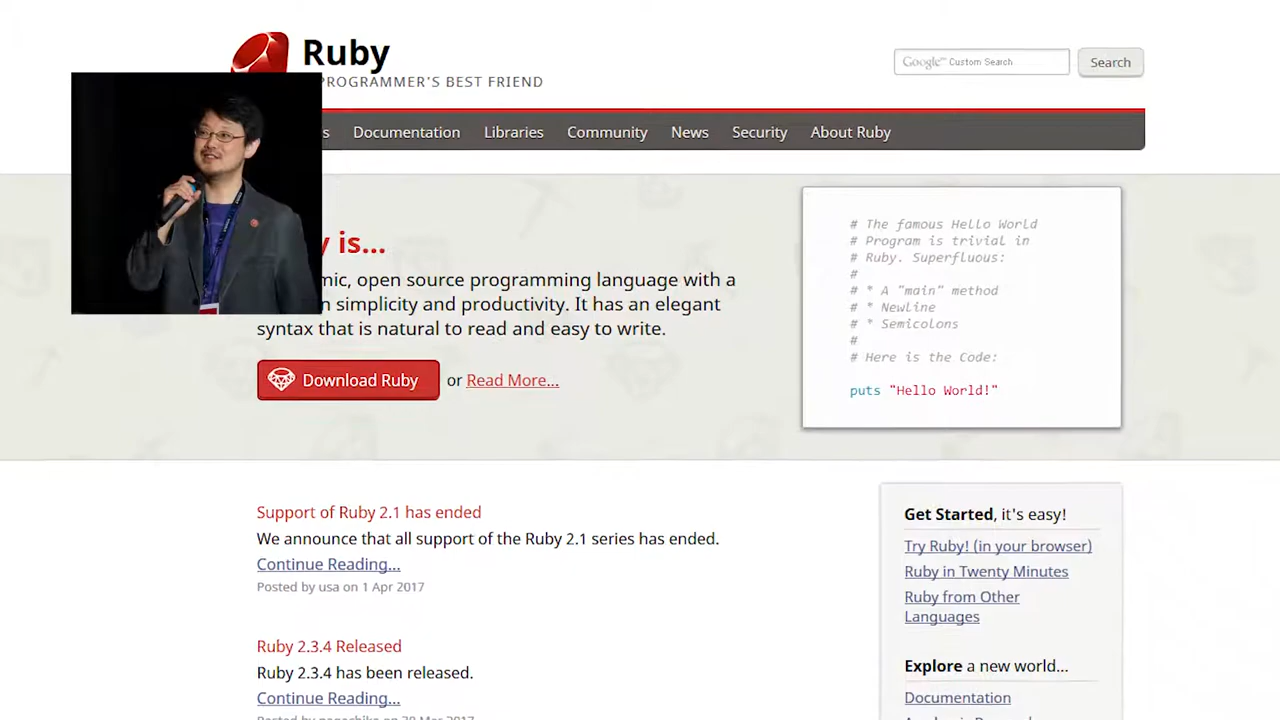 Ruby
PROGRAMMER'S BEST FRIEND
Google™ Custom Search
Search
s Documentation Libraries Community News Security About Ruby
y is...
mic, open source programming language with a
n simplicity and productivity. It has an elegant
syntax that is natural to read and easy to write.
Download Ruby or Read More...
# The famous Hello World
# Program is trivial in
# Ruby. Superfluous:
#
# * A "main" method
# * Newline
# * Semicolons
#
# Here is the Code:
puts "Hello World!"
Support of Ruby 2.1 has ended
We announce that all support of the Ruby 2.1 series has ended.
Continue Reading...
Posted by usa on 1 Apr 2017
Ruby 2.3.4 Released
Ruby 2.3.4 has been released.
Continue Reading...
Get Started, it's easy!
Try Ruby! (in your browser)
Ruby in Twenty Minutes
Ruby from Other
Languages
Explore a new world...
Documentation